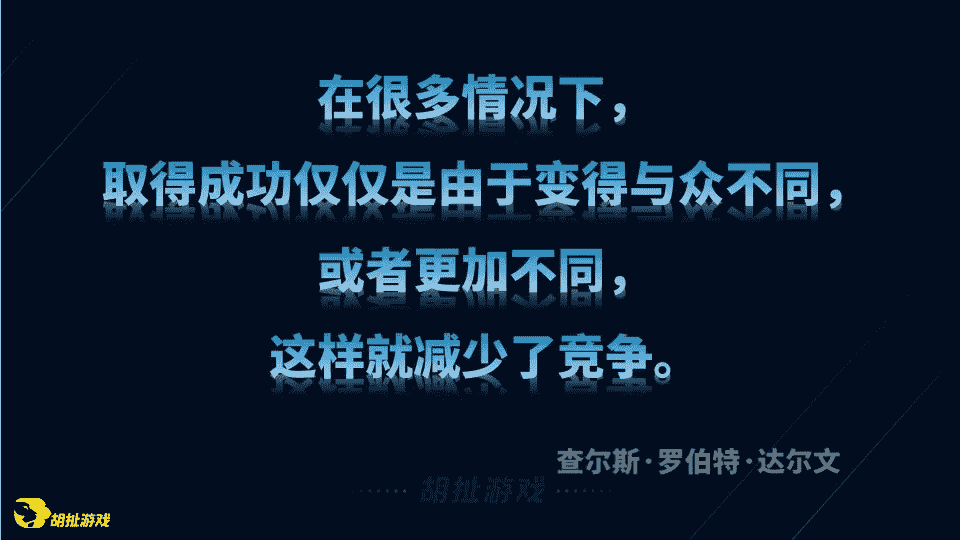 在很多情况下，
取得成功仅仅是由于变得与众不同，
或者更加不同，
这样就减少了竞争。
查尔斯·罗伯特·达尔文
胡扯游戏
胡扯游戏